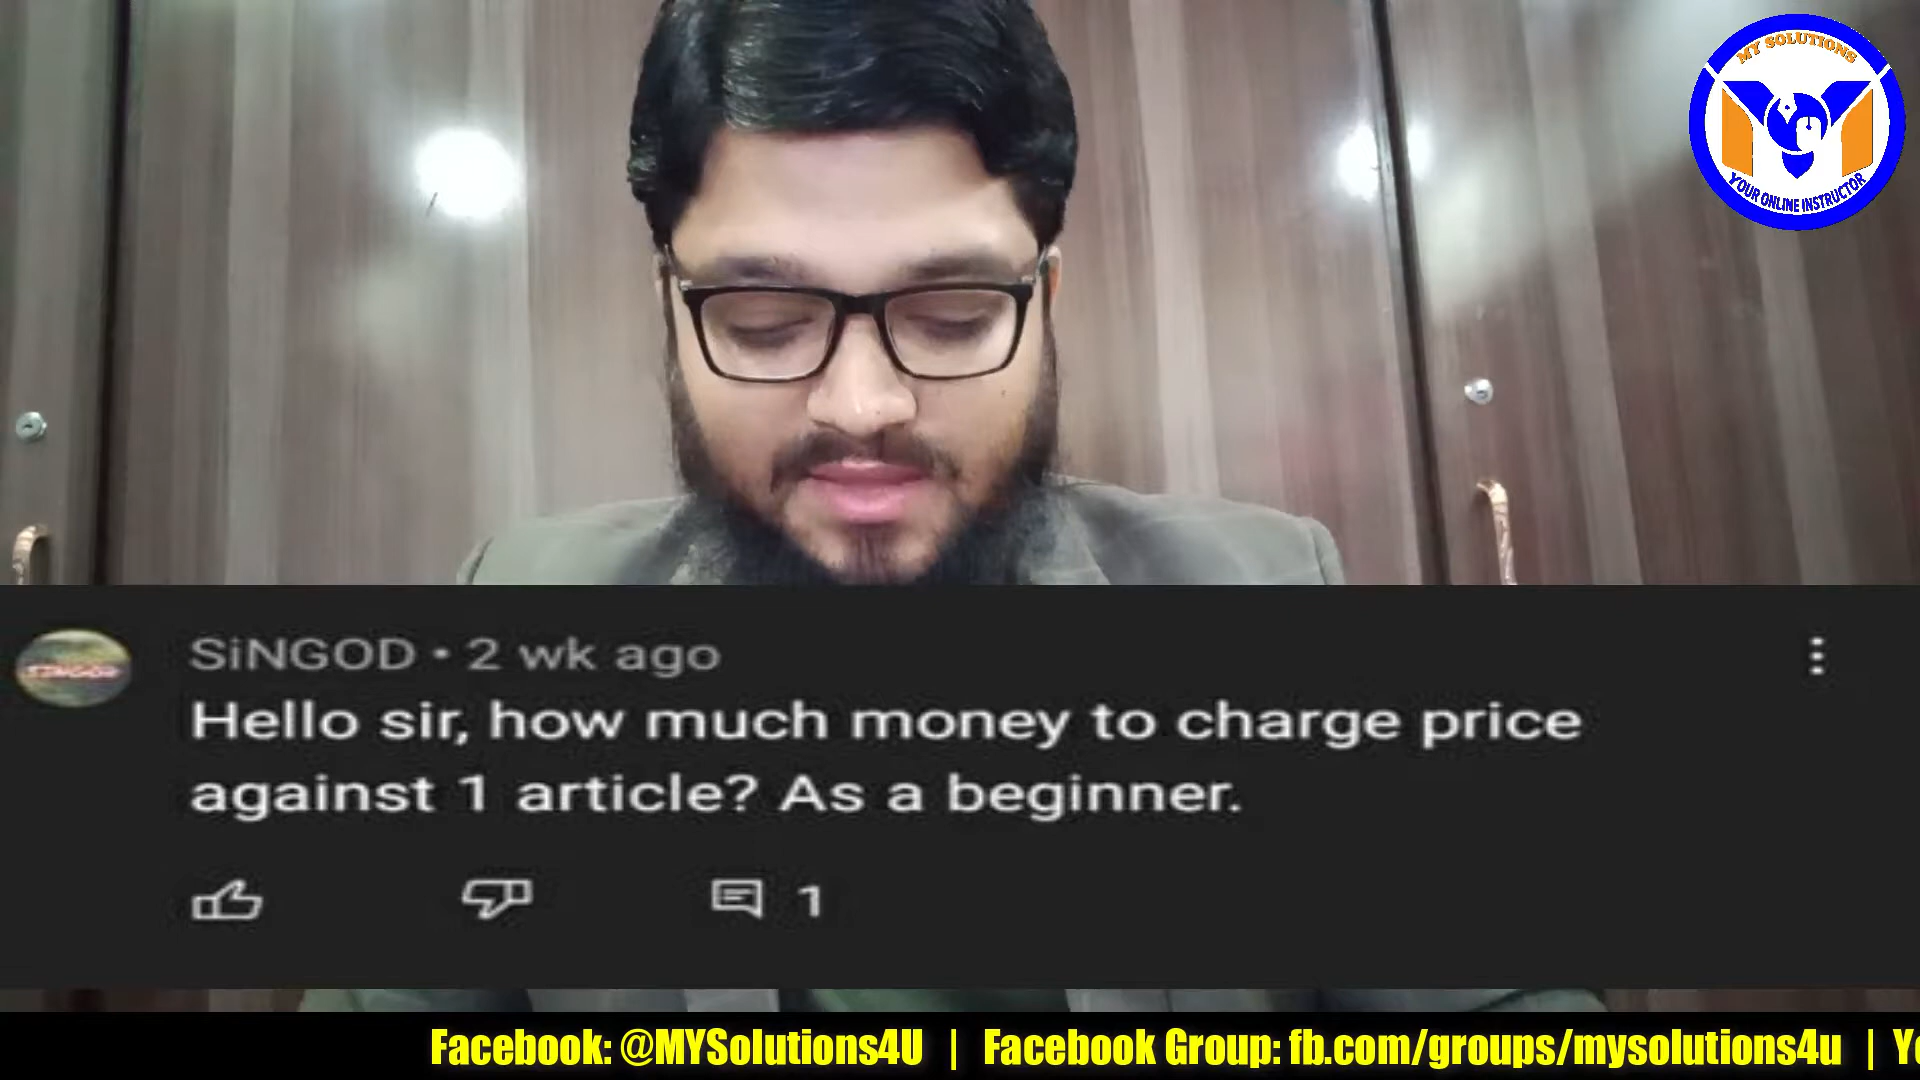 MY SOLUTIONS
YOUR ONLINE INSTRUCTOR
SiNGOD • 2 wk ago
Hello sir, how much money to charge price
against 1 article? As a beginner.
1
Facebook: @MYSolutions4U | Facebook Group: fb.com/groups/mysolutions4u |